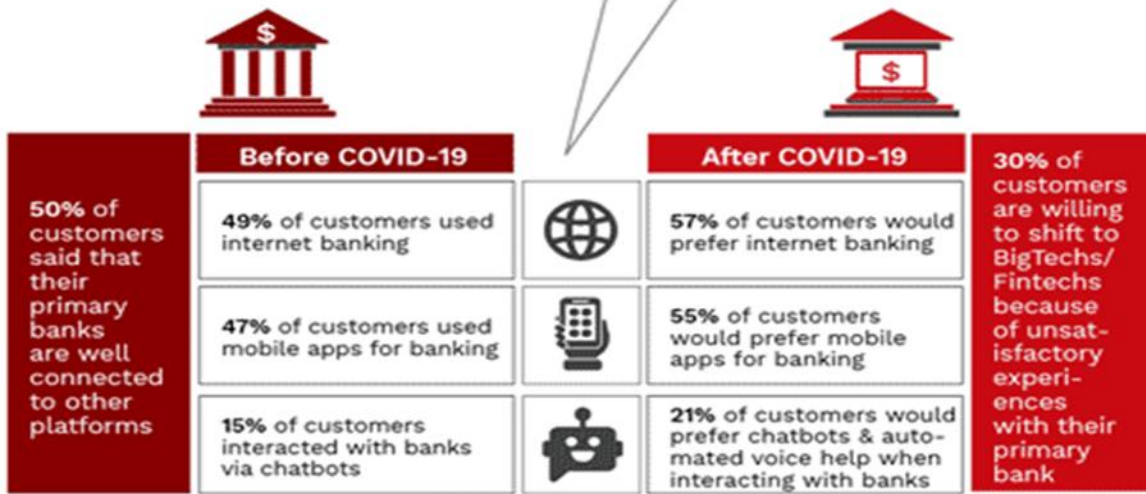 $
$
50% of
customers
said that
their
primary
banks
are well
connected
to other
platforms
Before COVID-19
49% of customers used
internet banking
47% of customers used
mobile apps for banking
15% of customers
interacted with banks
via chatbots
After COVID-19
57% of customers would
prefer internet banking
55% of customers
would prefer mobile
apps for banking
21% of customers would
prefer chatbots & auto-
mated voice help when
interacting with banks
30% of
customers
are willing
to shift to
BigTechs/
Fintechs
because
of unsat-
isfactory
experi-
ences
with their
primary
bank